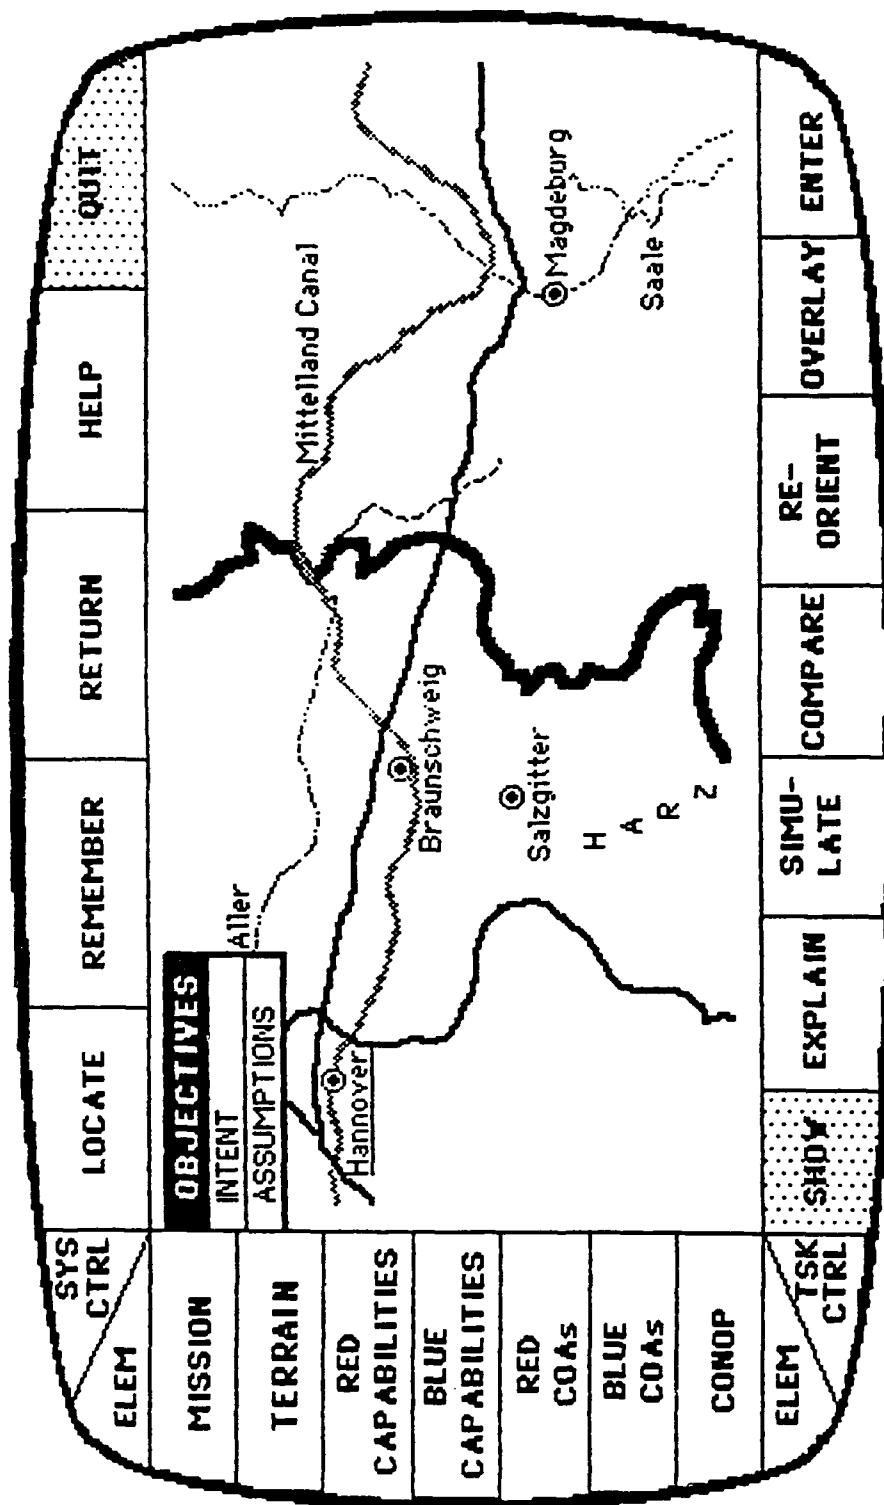 SYS
CTRL
LOCATE
REMEMBER
RETURN
HELP
QUIT
ELEM
MISSION
TERRAIN
RED
CAPABILITIES
BLUE
CAPABILITIES
RED
COAs
BLUE
COAs
CONOP
ELEM
OBJECTIVES
INTENT
ASSUMPTIONS
Aller
Mittelland Canal
Hannover
Braunschweig
Magdeburg
Salzgitter
Saale
H
A
R
Z
TSK
CTRL
SHOW
EXPLAIN
SIMU-
LATE
COMPARE
RE-
ORIENT
OVERLAY
ENTER